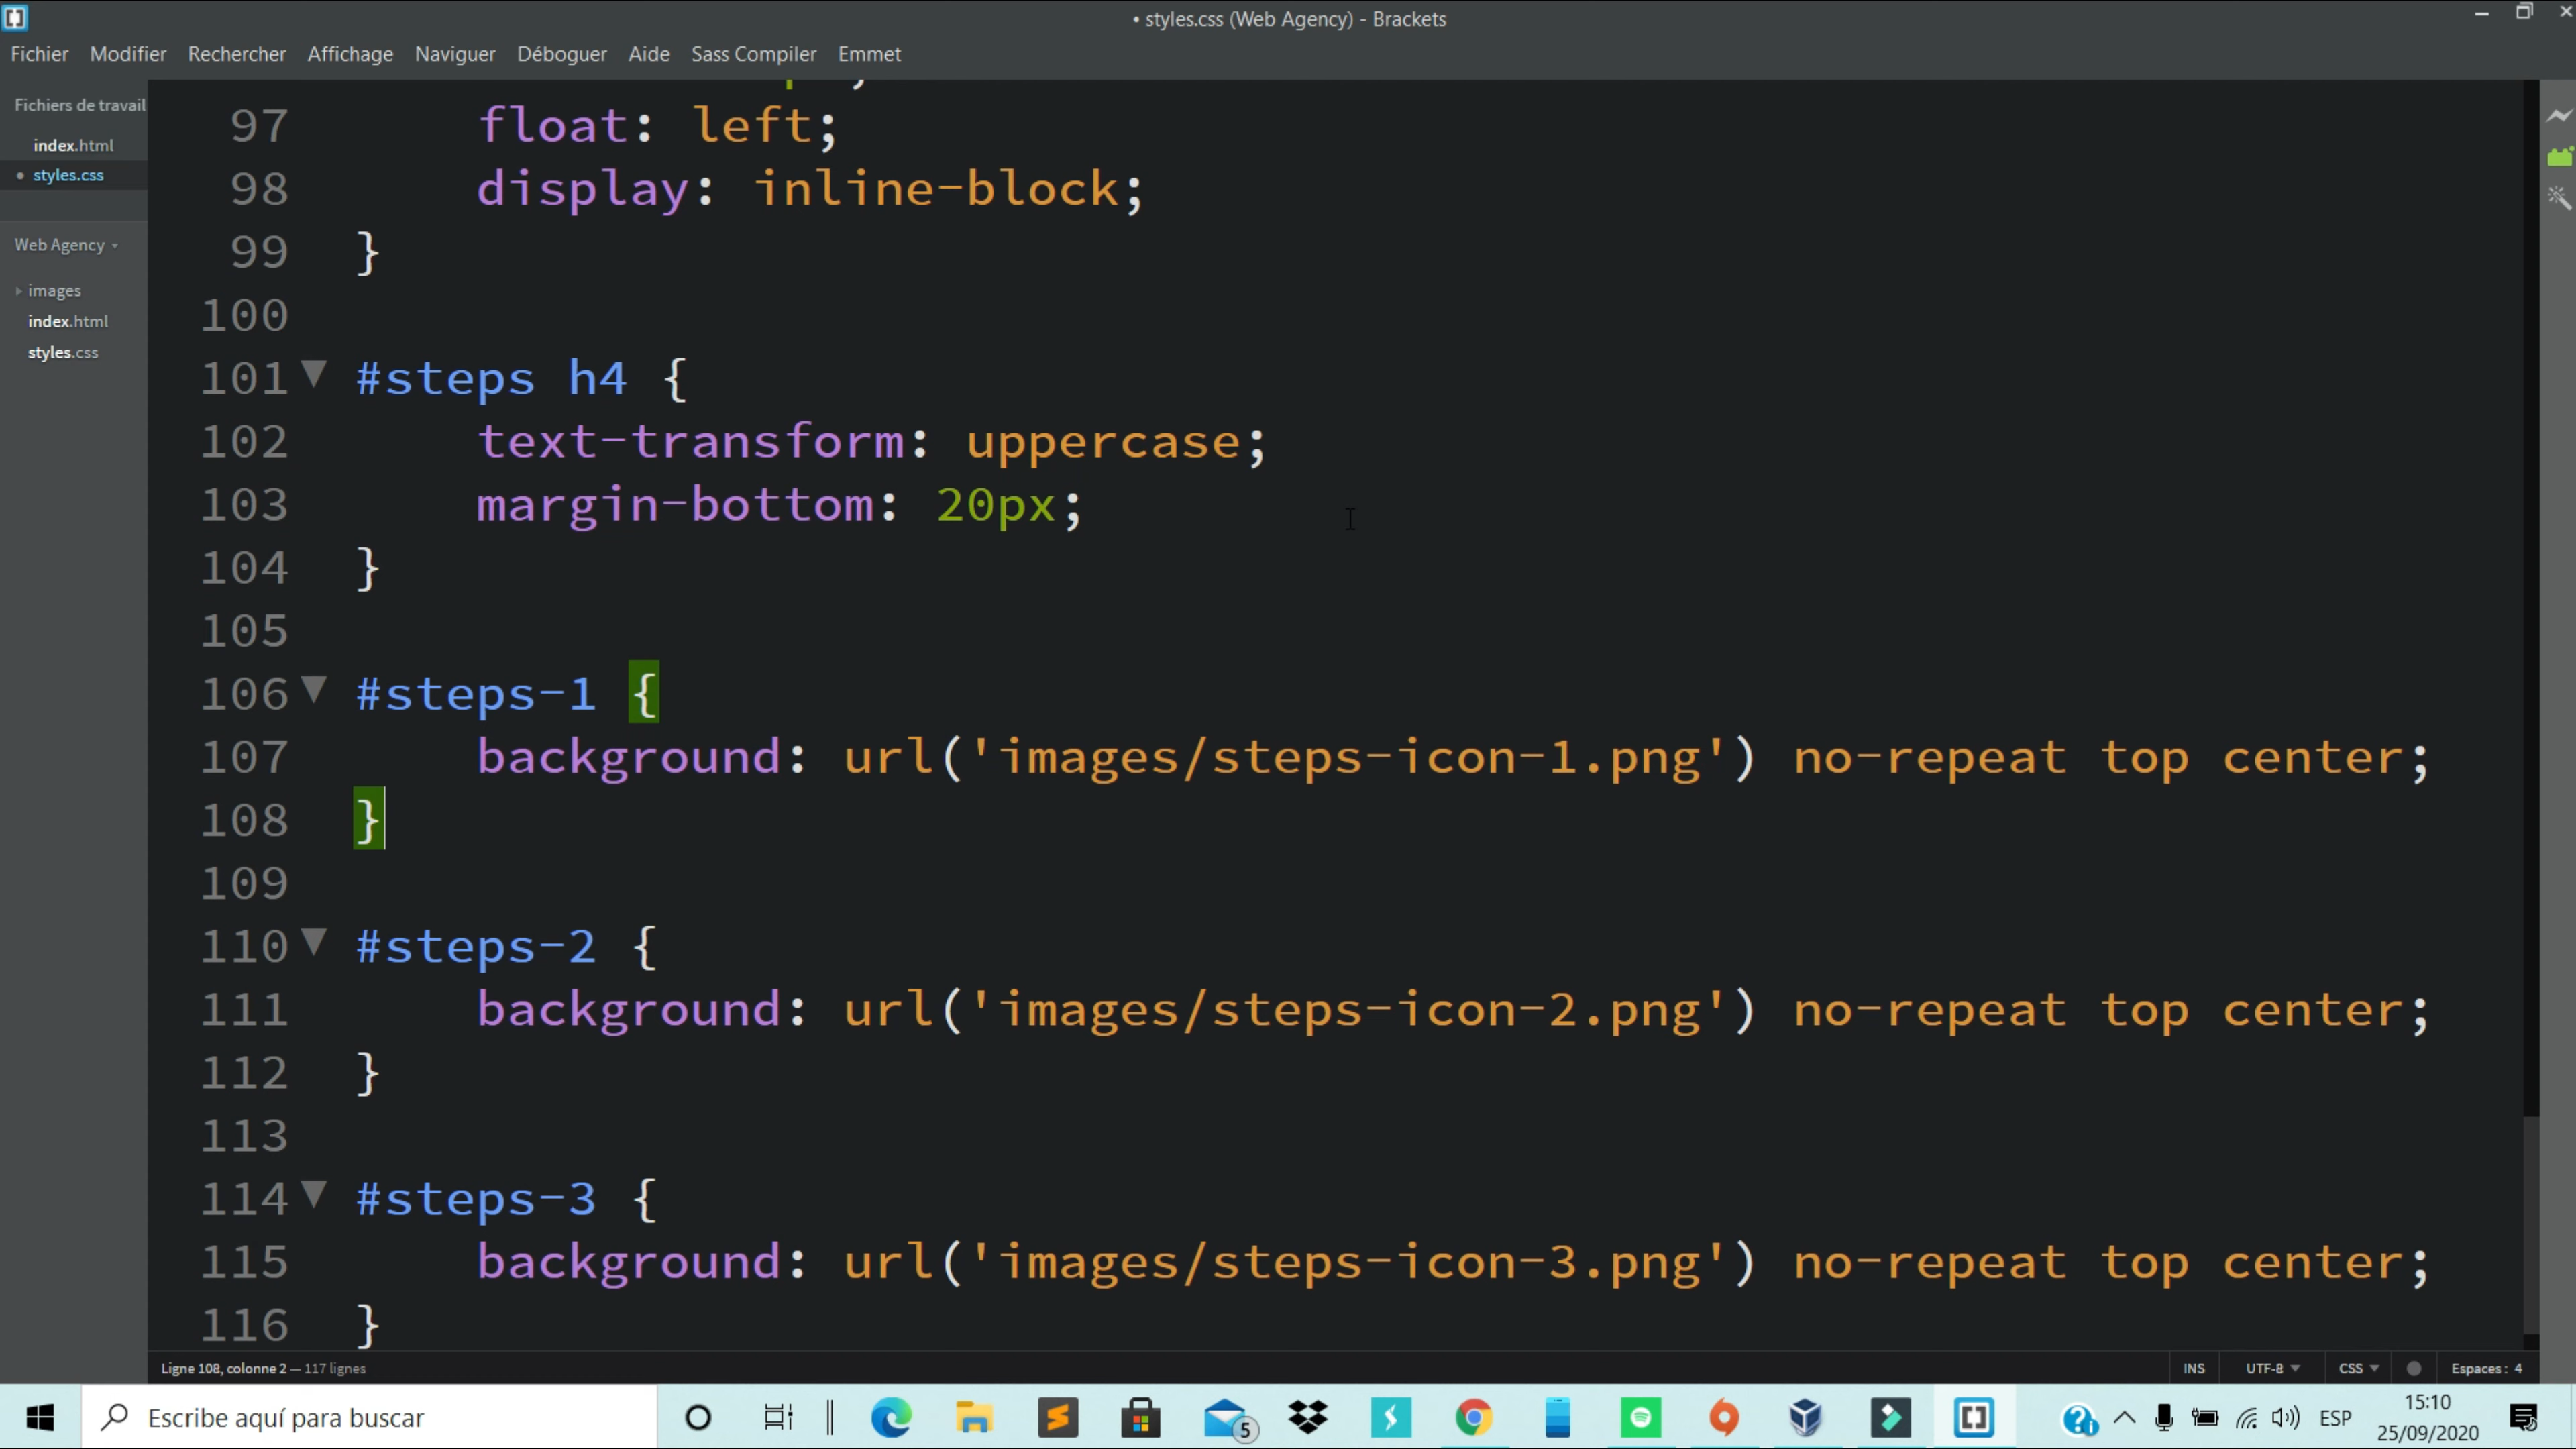 • styles.css (Web Agency) - Brackets
Fichier Modifier Rechercher Affichage Naviguer Déboguer Aide Sass Compiler Emmet
Fichiers de travail
index.html
• styles.css
Web Agency
images
index.html
styles.css
97 float: left;
98 display: inline-block;
99 }
100
101 #steps h4 {
102 text-transform: uppercase;
103 margin-bottom: 20px;
104 }
105
106 #steps-1 {
107 background: url('images/steps-icon-1.png') no-repeat top center;
108 }
109
110 #steps-2 {
111 background: url('images/steps-icon-2.png') no-repeat top center;
112 }
113
114 #steps-3 {
115 background: url('images/steps-icon-3.png') no-repeat top center;
116 }
Ligne 108, colonne 2 — 117 lignes
INS UTF-8 CSS Espaces : 4
Escribe aquí para buscar
5
ESP
15:10
25/09/2020